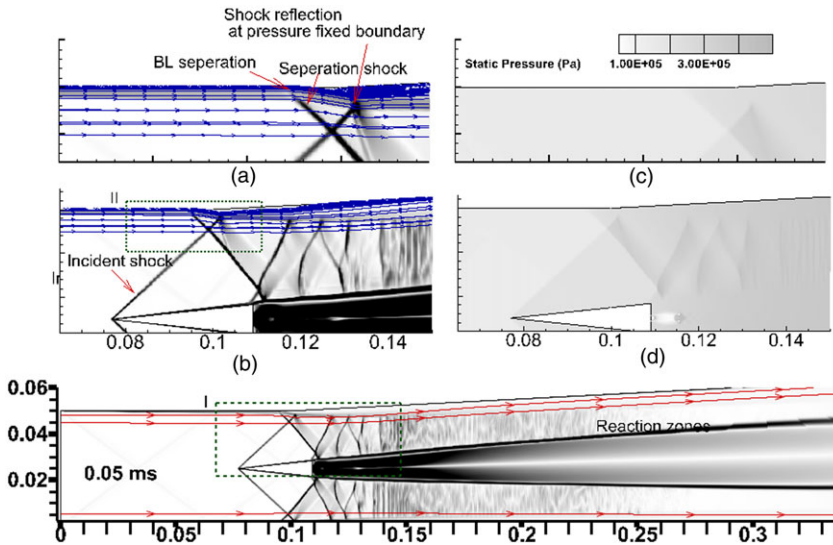 Shock reflection
at pressure fixed boundary
BL seperation
Seperation shock
Static Pressure (Pa) 1.00E+05 3.00E+05
(a)
(c)
II
Incident shock
0.08 0.1 0.12 0.14
(b)
0.08 0.1 0.12 0.14
(d)
0.06
I
0.04
Reaction zones
0.02
0.05 ms
0 0.05 0.1 0.15 0.2 0.25 0.3